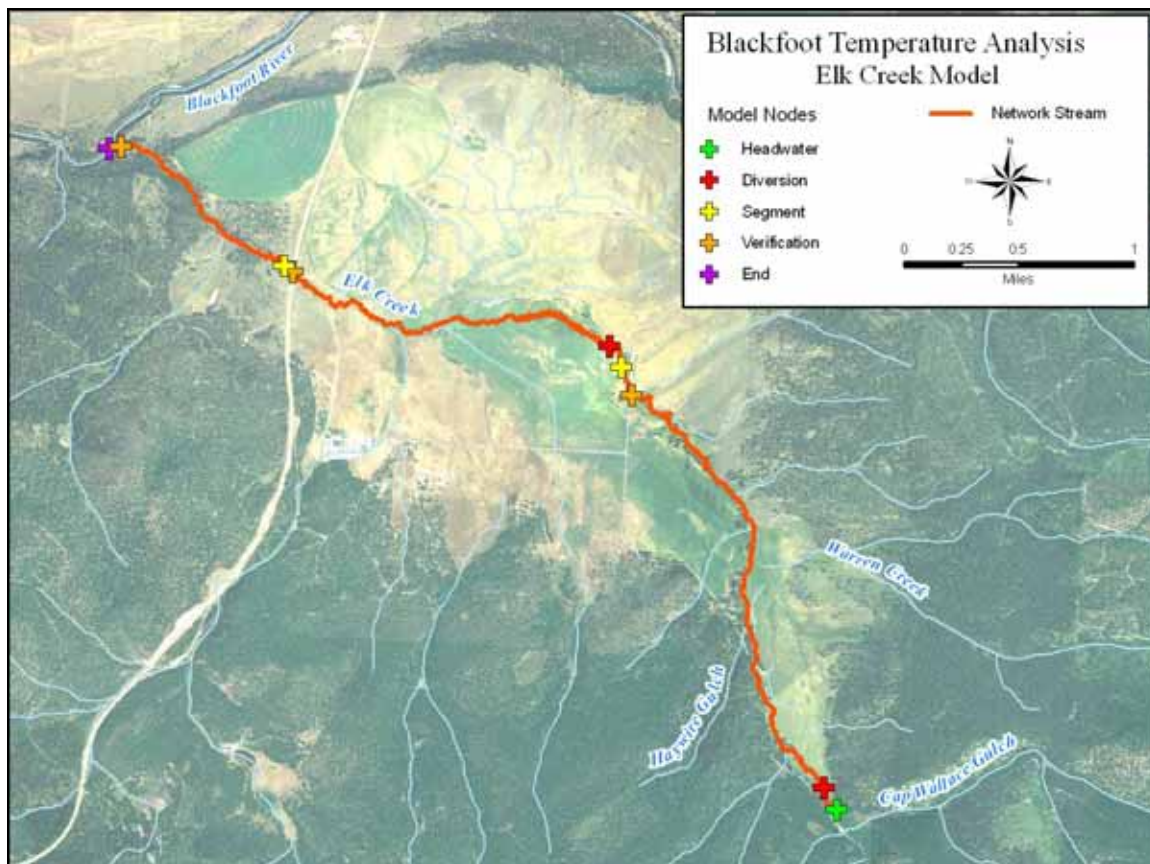 Blackfoot Temperature Analysis
Elk Creek Model
Model Nodes
Network Stream
Headwater
Diversion
Segment
Verification
End
N
E
S
0
0.25
0.5
1
Miles
Blackfoot River
Elk Creek
Warren Creek
Haywire Gulch
Cap Wallace Gulch